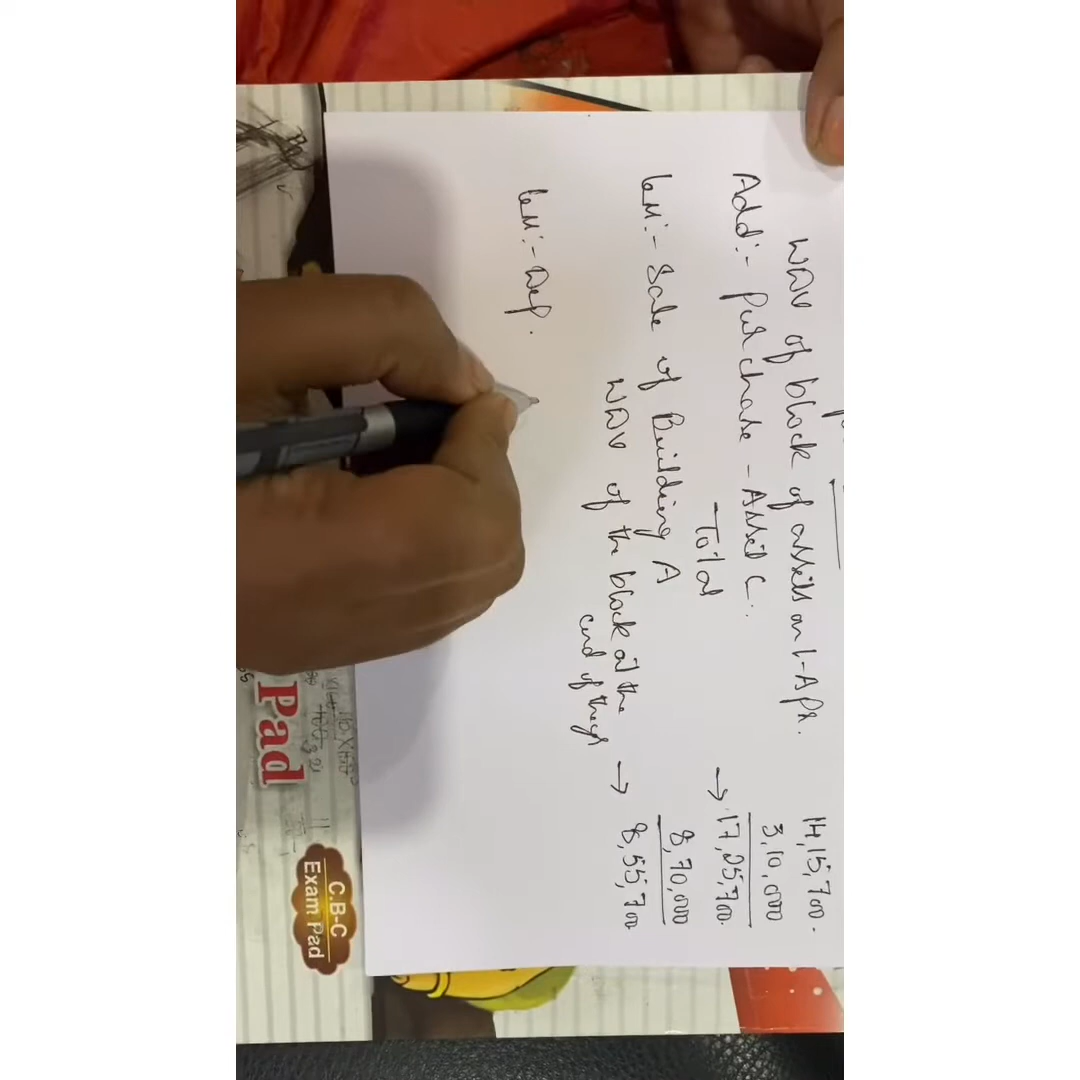 WDV of block of assets on 1-Apr. 14,15,700.
Add:- Purchase - Asset C. 3,10,000
Total → 17,25,700.
Less:- Sale of Building A 8,70,000
WDV of the block at the
end of the yr → 8,55,700
Less:- Dep.
Pad
C.B-C
Exam Pad